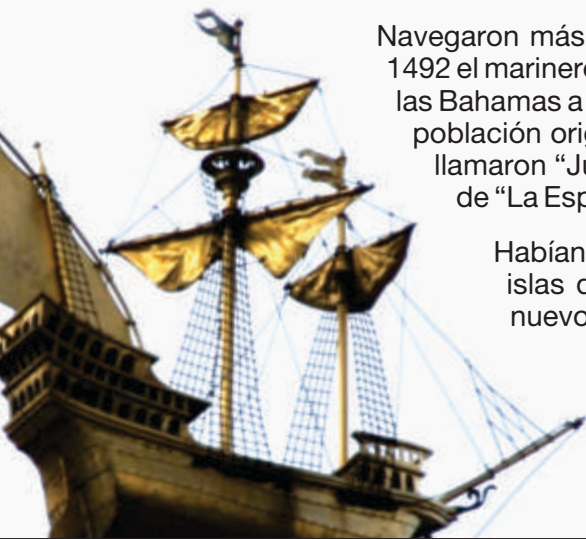 Navegaron más
1492 el marinero
las Bahamas a
población orig
llamaron “Ju
de “La Esp
Habían
islas
nuevo